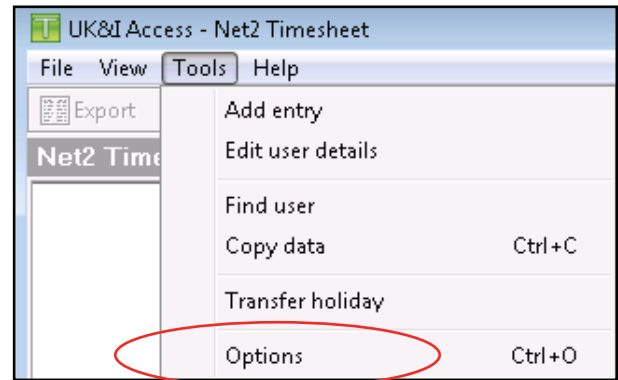 UK&I Access - Net2 Timesheet
File View Tools Help
Export
Add entry
Net2 Time
Edit user details
Find user
Copy data Ctrl+C
Transfer holiday
Options Ctrl+O